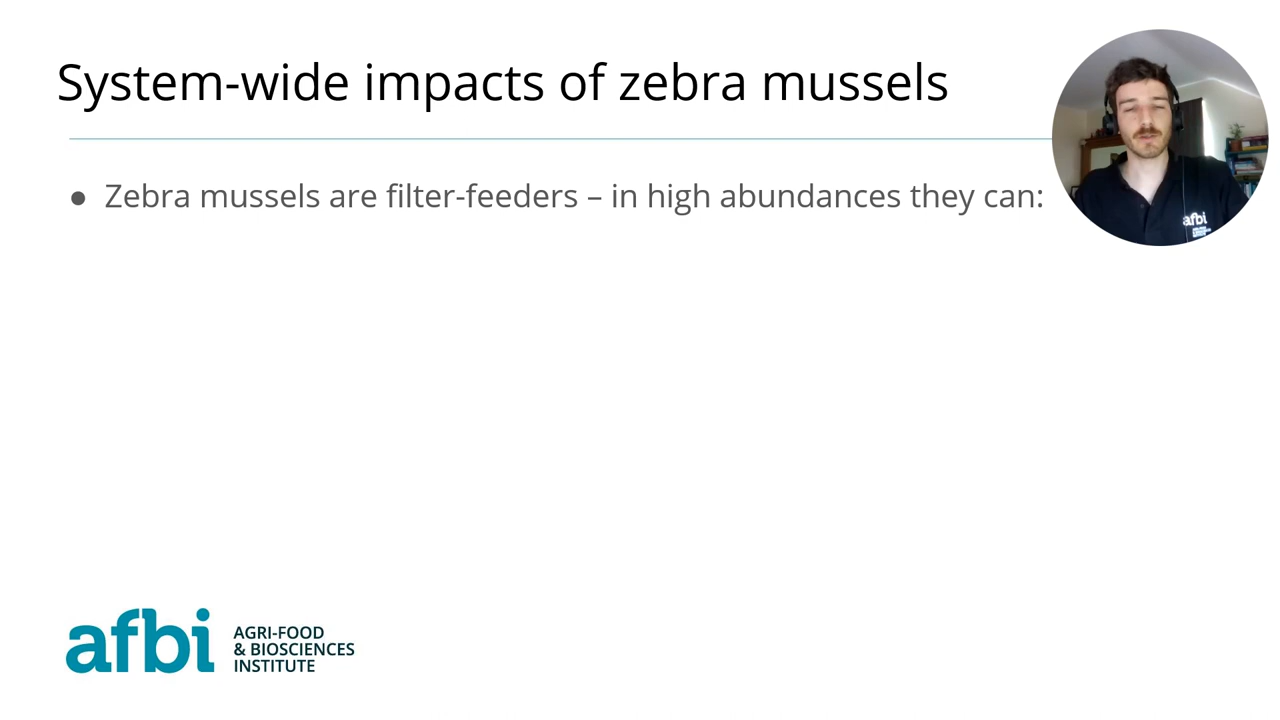 System-wide impacts of zebra mussels
● Zebra mussels are filter-feeders – in high abundances they can:
afbi
afbi
AGRI-FOOD
& BIOSCIENCES
INSTITUTE